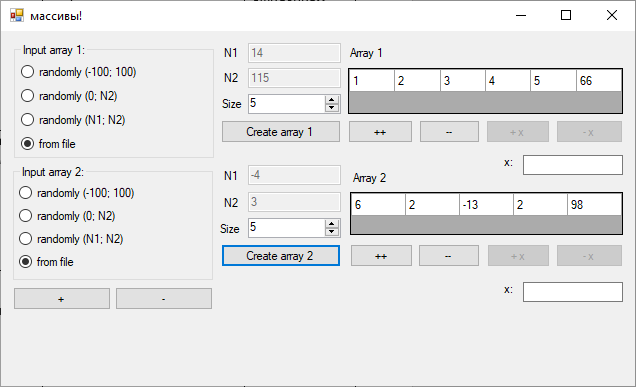 массивы!
Input array 1:
randomly (-100; 100)
randomly (0; N2)
randomly (N1; N2)
from file
N1 14
N2 115
Size 5
Create array 1
Array 1
1 2 3 4 5 66
++ -- + x - x
x:
Input array 2:
randomly (-100; 100)
randomly (0; N2)
randomly (N1; N2)
from file
N1 -4
N2 3
Size 5
Create array 2
Array 2
6 2 -13 2 98
++ -- + x - x
x:
+ -